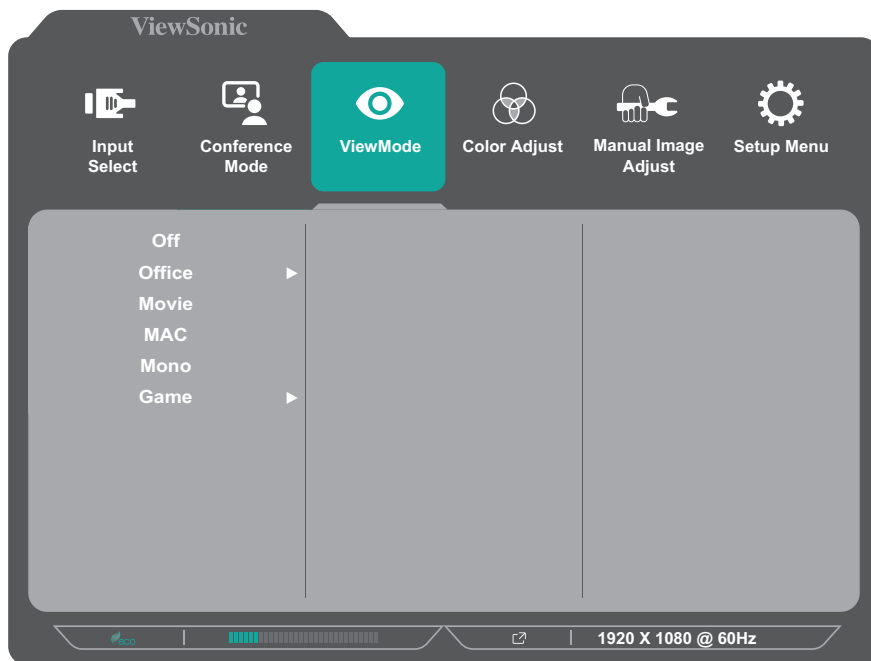 ViewSonic
Input
Select
Conference
Mode
ViewMode
Color Adjust
Manual Image
Adjust
Setup Menu
Off
Office
Movie
MAC
Mono
Game
eco
1920 X 1080 @ 60Hz